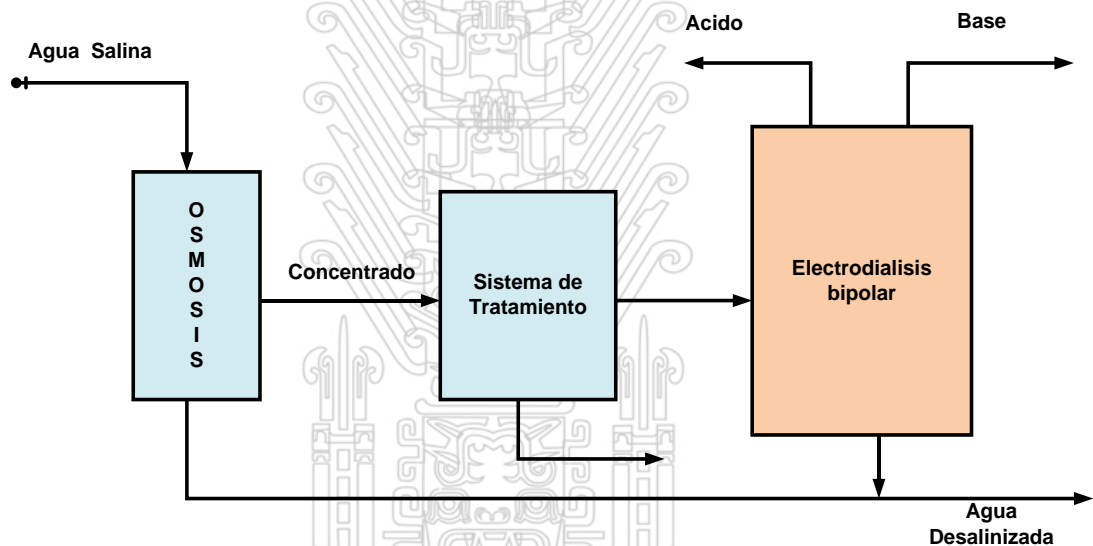 Acido
Base
Agua Salina
O
S
M
O
S
I
S
Concentrado
Sistema de
Tratamiento
Electrodialisis
bipolar
Agua
Desalinizada